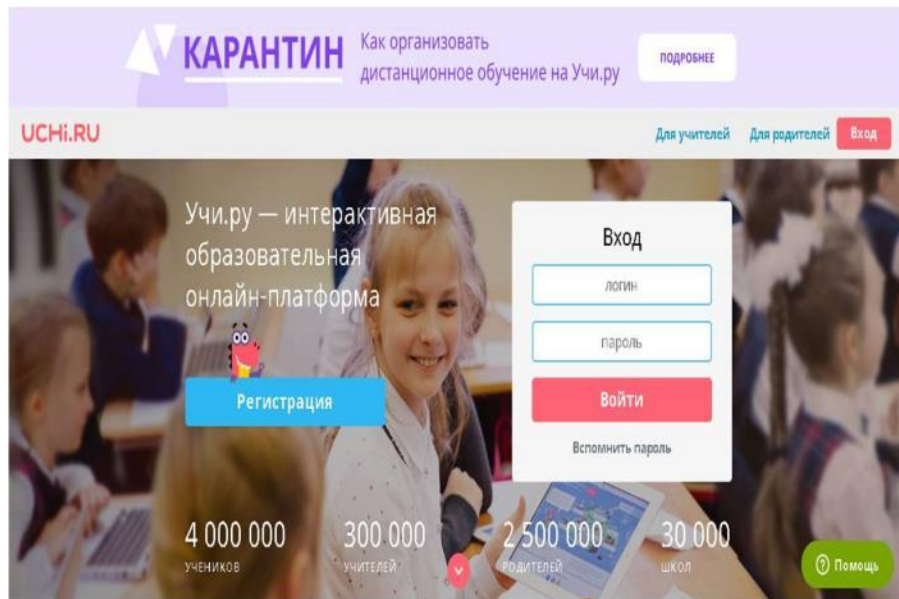 КАРАНТИН
Как организовать
дистанционное обучение на Учи.ру
ПОДРОБНЕЕ
UCHi.RU
Для учителей
Для родителей
Вход
Учи.ру — интерактивная
образовательная
онлайн-платформа
Регистрация
Вход
логин
пароль
Войти
Вспомнить пароль
4 000 000
УЧЕНИКОВ
300 000
УЧИТЕЛЕЙ
2 500 000
РОДИТЕЛЕЙ
30 000
ШКОЛ
Помощь